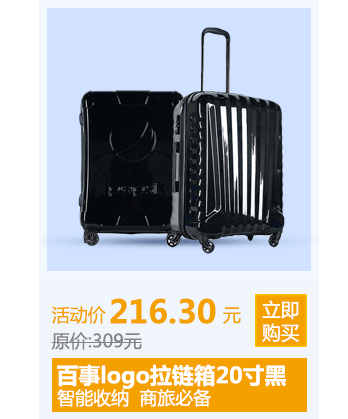 活动价 216.30 元
原价:309元
立即
购买
百事logo拉链箱20寸黑
智能收纳 商旅必备